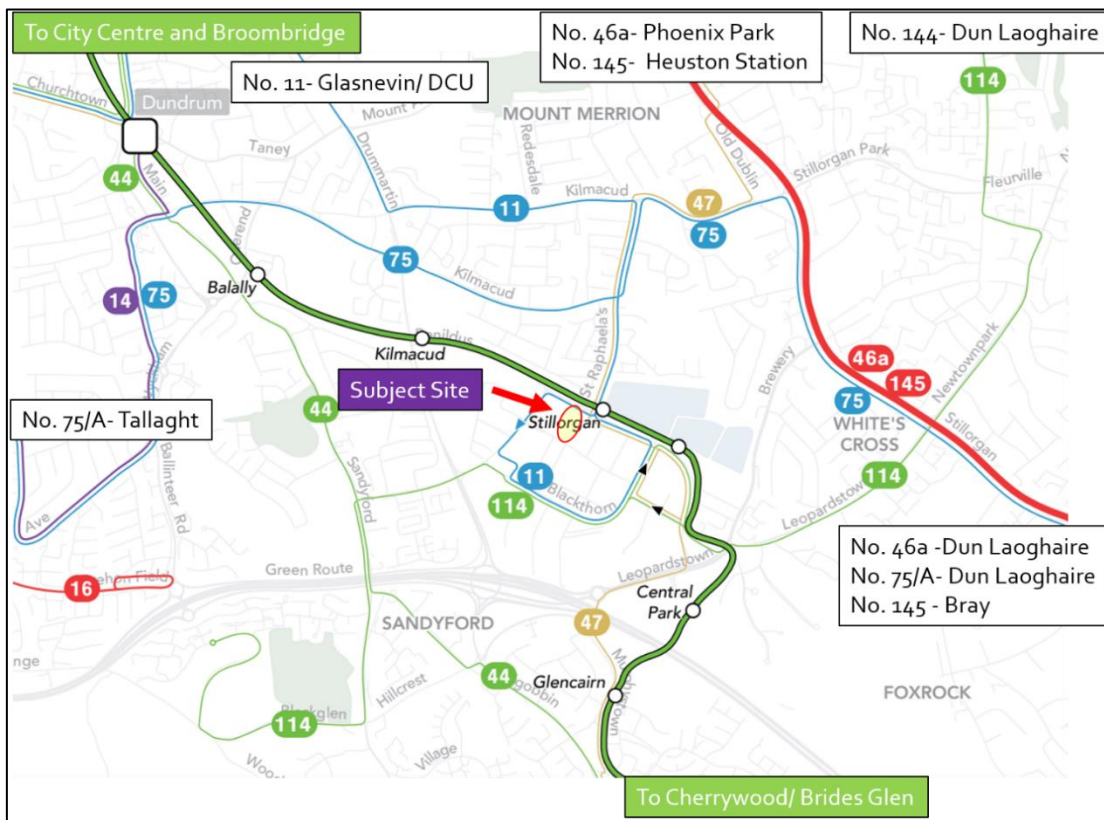 To City Centre and Broombridge
No. 46a- Phoenix Park
No. 145- Heuston Station
No. 144- Dun Laoghaire
No. 11- Glasnevin/ DCU
Churchtown
Dundrum
114
MOUNT MERRION
Old Dublin
Taney
Drummartin
Redesdale
Stillorgan Park
Fleurville
44
Main
Kilmacud
11
47
75
75
Kilmacud
Balally
14
75
Kilmacud
St Raphaela's
Brewery
46a
145
Newtownpark
Subject Site
75
WHITE'S
CROSS
Stillorgan
44
Stillorgan
No. 75/A- Tallaght
Ballinteer Rd
Sandyford
11
114
Blackthorn
114
Leopardstown
Ave
Green Route
Leopardstown
16
Central
Park
No. 46a -Dun Laoghaire
No. 75/A- Dun Laoghaire
No. 145 - Bray
SANDYFORD
47
44
Glencairn
Hillcrest
FOXROCK
114
Village
To Cherrywood/ Brides Glen